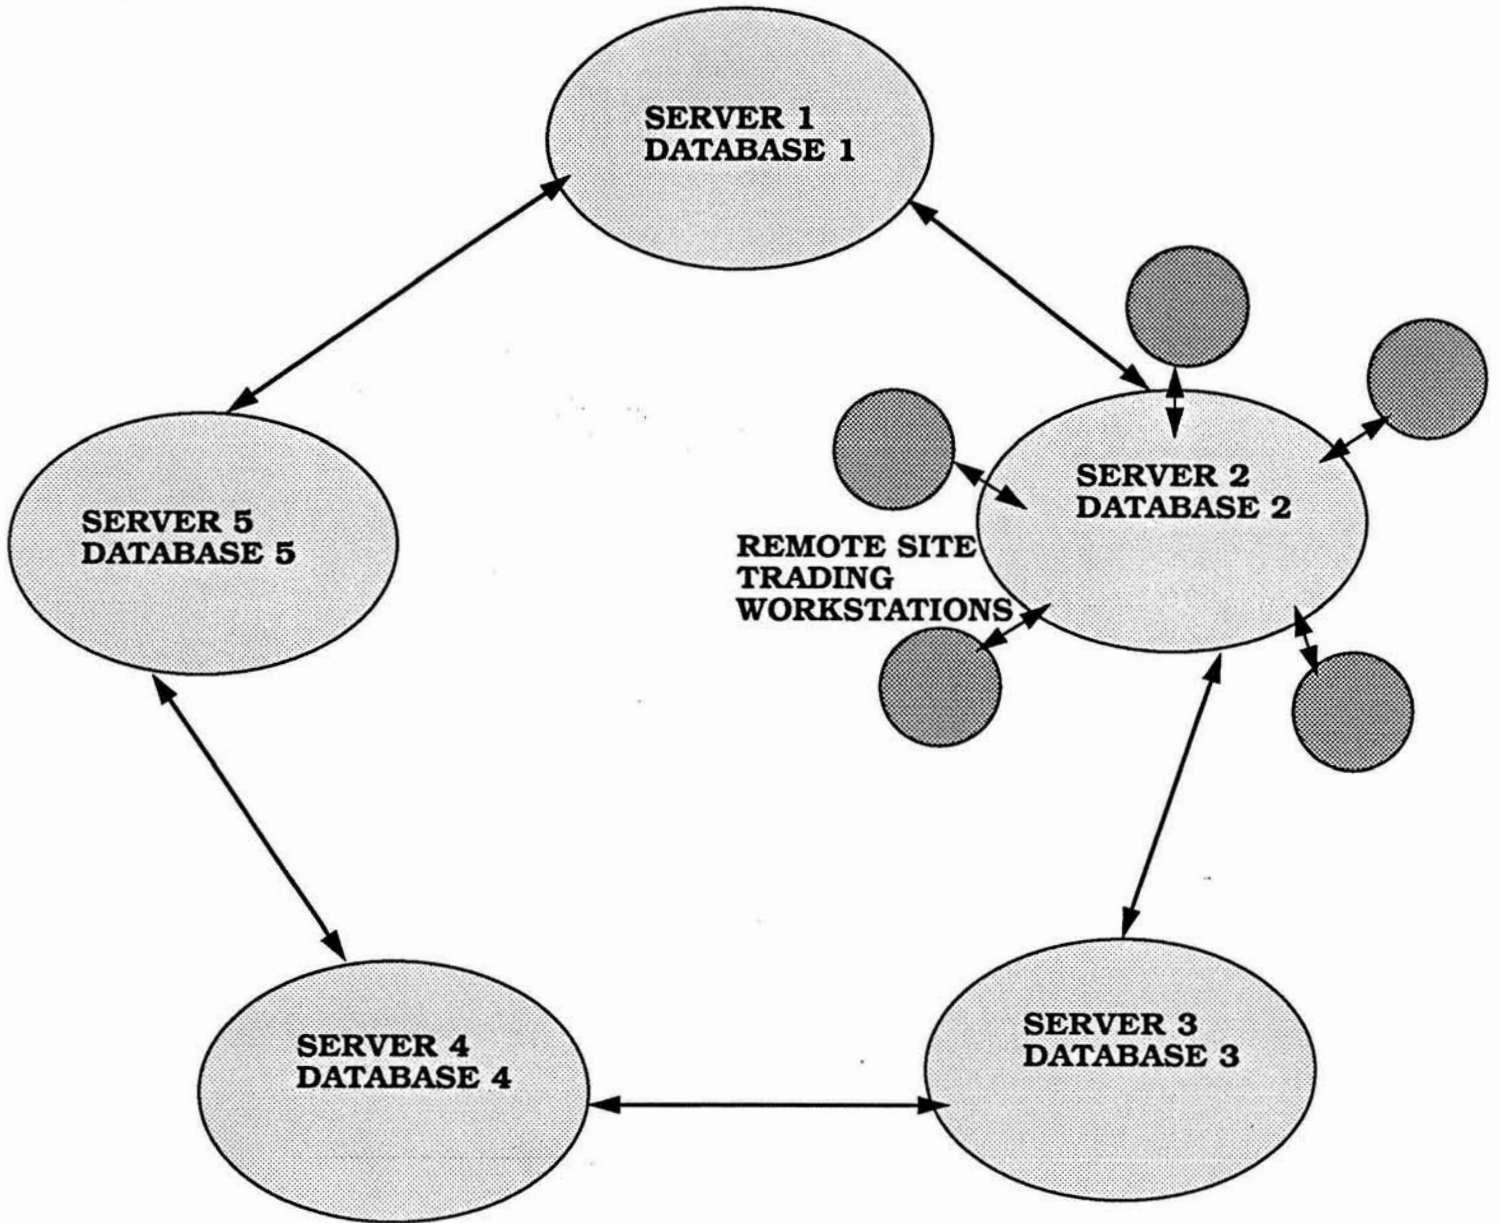 SERVER 1
DATABASE 1
SERVER 2
DATABASE 2
SERVER 5
DATABASE 5
REMOTE SITE
TRADING
WORKSTATIONS
SERVER 3
DATABASE 3
SERVER 4
DATABASE 4